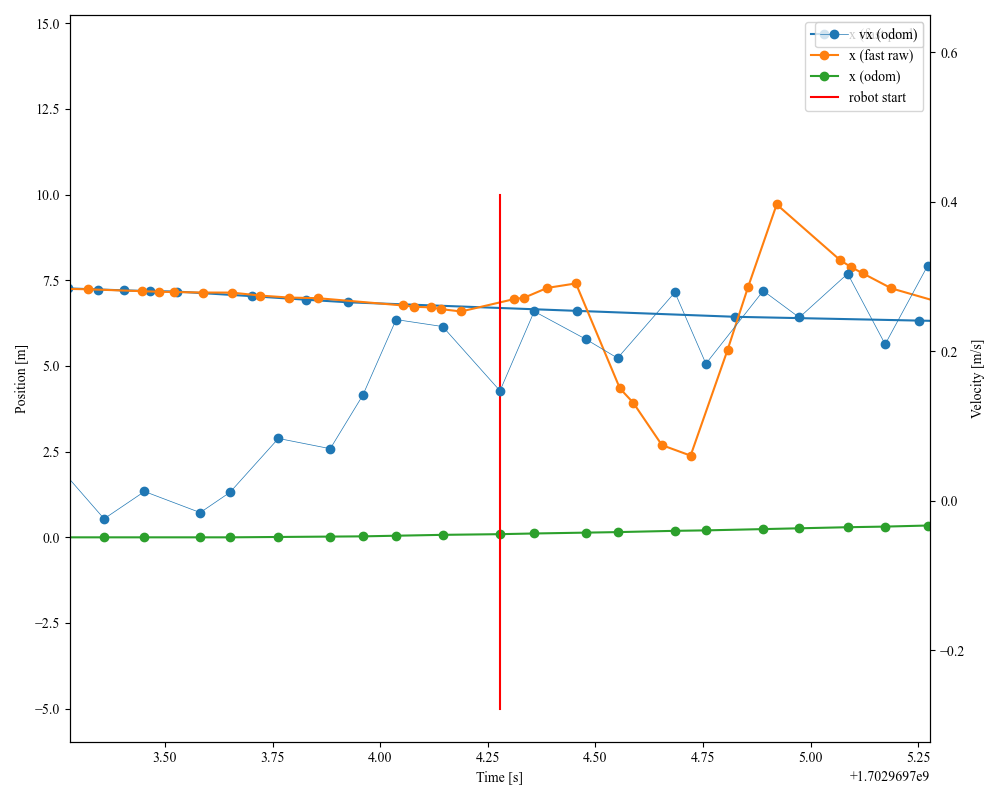 15.0
12.5
10.0
7.5
5.0
2.5
0.0
−2.5
−5.0
Position [m]
0.6
0.4
0.2
0.0
−0.2
Velocity [m/s]
vx (odom)
x (fast raw)
x (odom)
robot start
3.50
3.75
4.00
4.25
4.50
4.75
5.00
5.25
Time [s]
+1.7029697e9